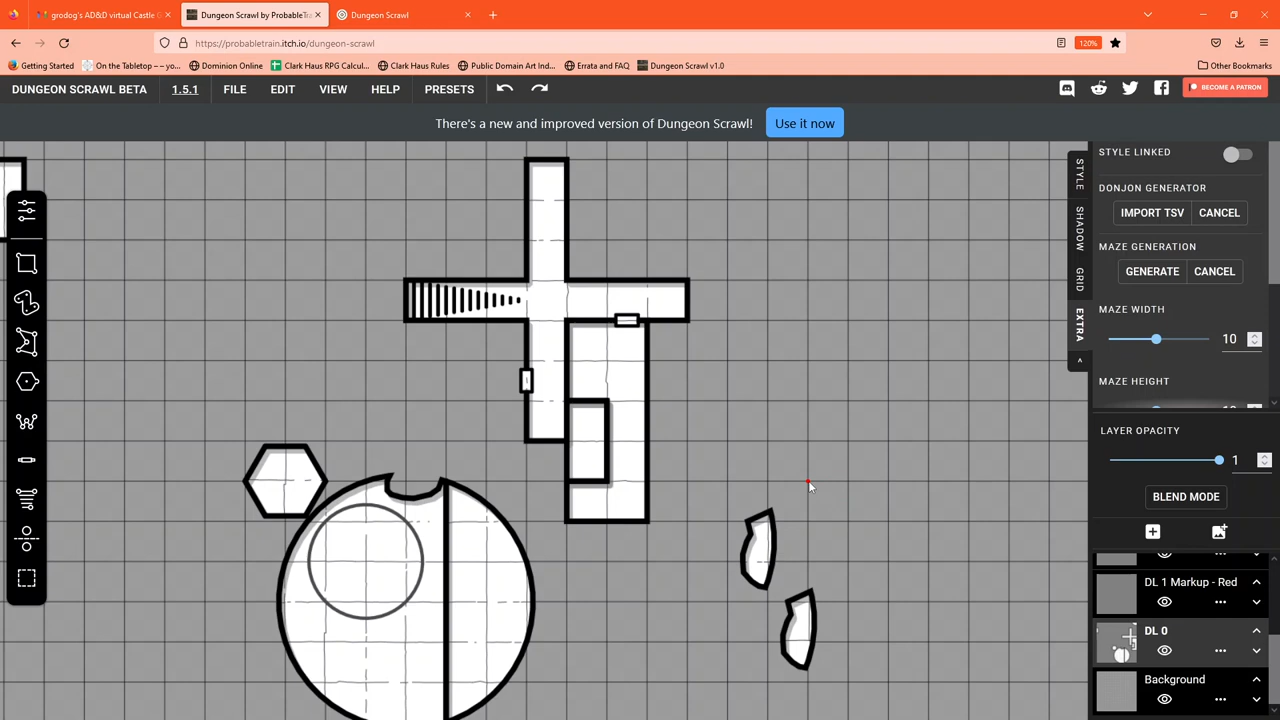 grodog's AD&D virtual Castle G
Dungeon Scrawl by ProbableTra
Dungeon Scrawl
https://probabletrain.itch.io/dungeon-scrawl
120%
Getting Started
On the Tabletop – – yo...
Dominion Online
Clark Haus RPG Calcul...
Clark Haus Rules
Public Domain Art Ind...
Errata and FAQ
Dungeon Scrawl v1.0
Other Bookmarks
DUNGEON SCRAWL BETA
1.5.1
FILE
EDIT
VIEW
HELP
PRESETS
BECOME A PATRON
There's a new and improved version of Dungeon Scrawl!
Use it now
STYLE
SHADOW
GRID
EXTRA
STYLE LINKED
DONJON GENERATOR
IMPORT TSV
CANCEL
MAZE GENERATION
GENERATE
CANCEL
MAZE WIDTH
10
MAZE HEIGHT
LAYER OPACITY
1
BLEND MODE
DL 1 Markup - Red
DL 0
Background